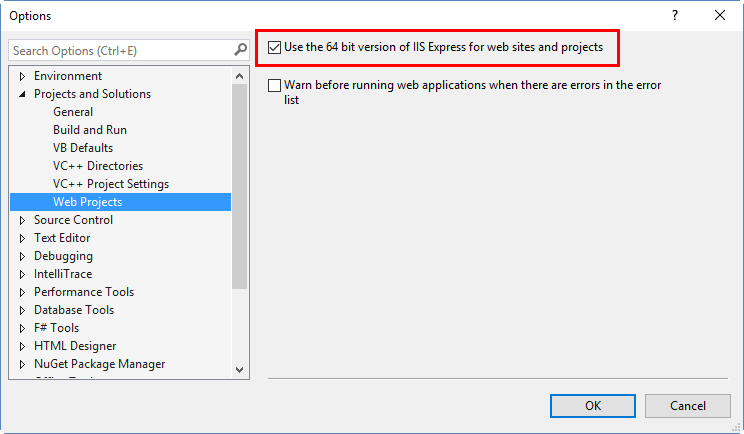 Options
Search Options (Ctrl+E)
Environment
Projects and Solutions
General
Build and Run
VB Defaults
VC++ Directories
VC++ Project Settings
Web Projects
Source Control
Text Editor
Debugging
IntelliTrace
Performance Tools
Database Tools
F# Tools
HTML Designer
NuGet Package Manager
Use the 64 bit version of IIS Express for web sites and projects
Warn before running web applications when there are errors in the error
list
OK
Cancel